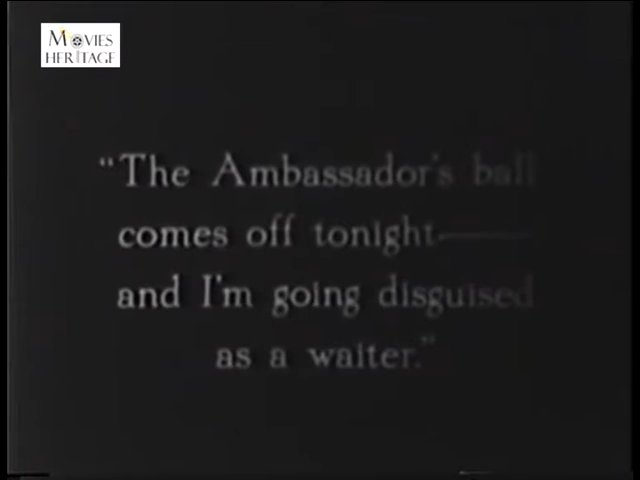 MOVIES
HERITAGE
"The Ambassador's ball
comes off tonight——
and I'm going disguised
as a waiter."